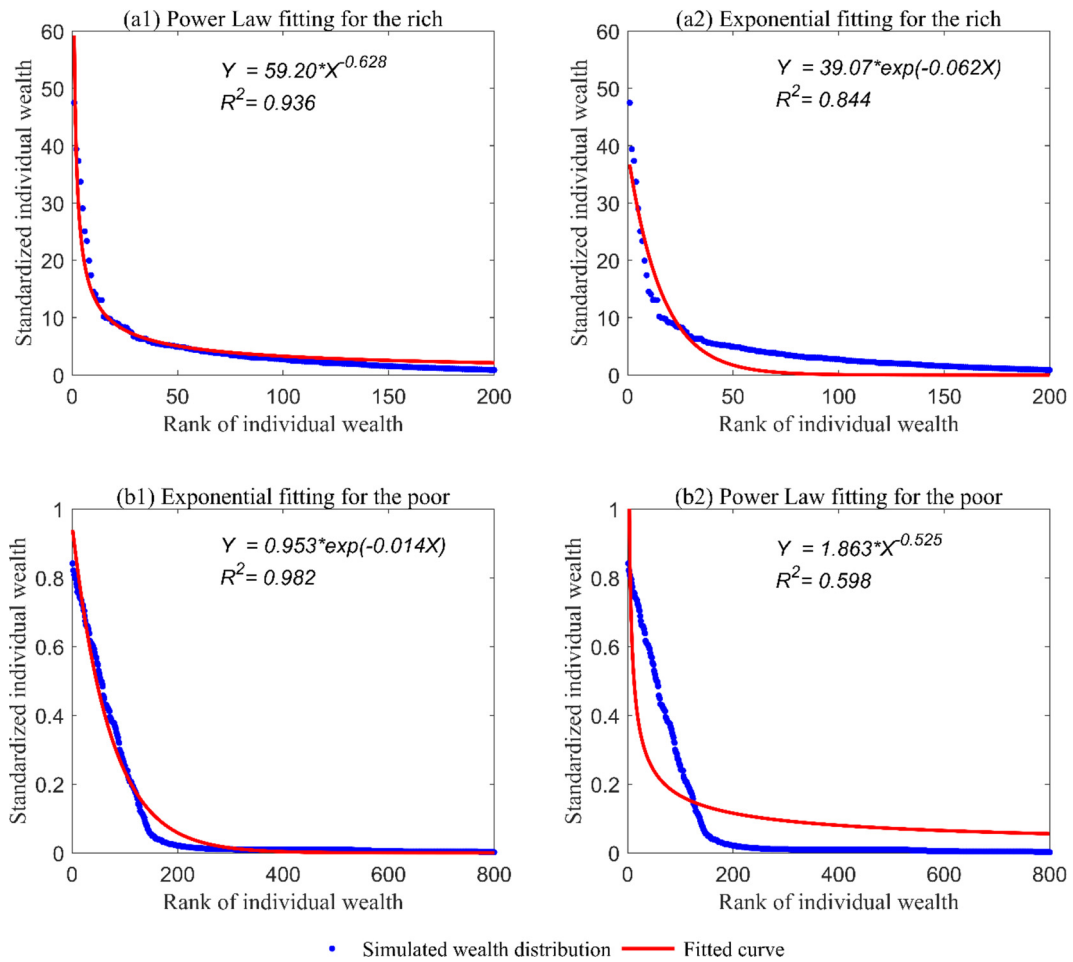 (a1) Power Law fitting for the rich
60
50
40
30
20
10
0
Y = 59.20*X^-0.628
R^2= 0.936
Standardized individual wealth
0 50 100 150 200
Rank of individual wealth
(a2) Exponential fitting for the rich
60
50
40
30
20
10
0
Y = 39.07*exp(-0.062X)
R^2= 0.844
Standardized individual wealth
0 50 100 150 200
Rank of individual wealth
(b1) Exponential fitting for the poor
1
0.8
0.6
0.4
0.2
0
Y = 0.953*exp(-0.014X)
R^2= 0.982
Standardized individual wealth
0 200 400 600 800
Rank of individual wealth
(b2) Power Law fitting for the poor
1
0.8
0.6
0.4
0.2
0
Y = 1.863*X^-0.525
R^2= 0.598
Standardized individual wealth
0 200 400 600 800
Rank of individual wealth
Simulated wealth distribution Fitted curve